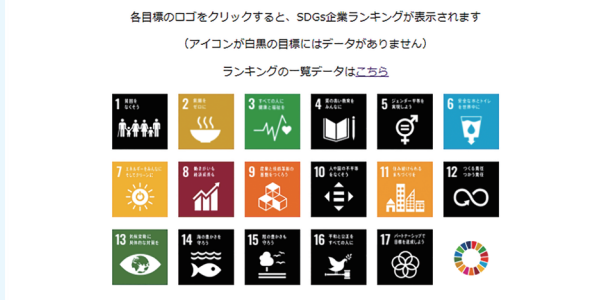 各目標のロゴをクリックすると、SDGs企業ランキングが表示されます
（アイコンが白黒の目標にはデータがありません）
ランキングの一覧データはこちら
1 貧困を
なくそう
2 飢餓を
ゼロに
3 すべての人に
健康と福祉を
4 質の高い教育を
みんなに
5 ジェンダー平等を
実現しよう
6 安全な水とトイレ
を世界中に
7 エネルギーをみんなに
そしてクリーンに
8 働きがいも
経済成長も
9 産業と技術革新の
基盤をつくろう
10 人や国の不平等
をなくそう
11 住み続けられる
まちづくりを
12 つくる責任
つかう責任
13 気候変動に
具体的な対策を
14 海の豊かさを
守ろう
15 陸の豊かさも
守ろう
16 平和と公正を
すべての人に
17 パートナーシップで
目標を達成しよう